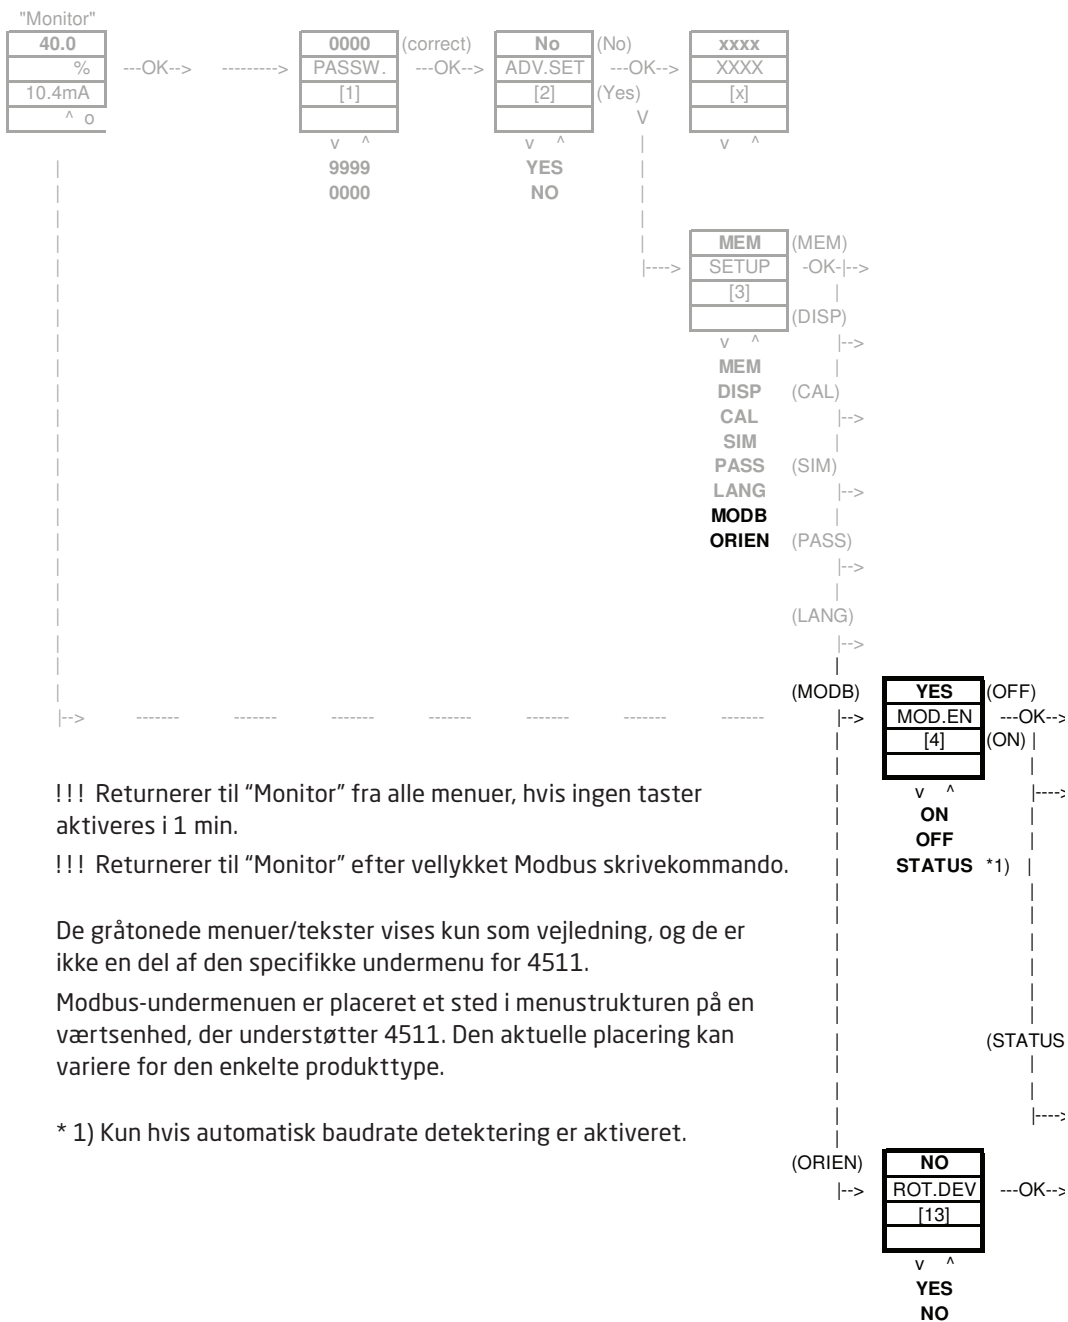 "Monitor"
40.0 0000 (correct) No (No) xxxx
% ---OK--> ---------> PASSW. ---OK--> ADV.SET ---OK--> XXXX
10.4mA [1] [2] (Yes) [x]
^ o V
v ^ v ^ | v ^
| 9999 YES |
| 0000 NO |
| |
| | MEM (MEM)
| |----> SETUP -OK-|-->
| [3] |
| (DISP)
| v ^ |-->
| MEM |
| DISP (CAL)
| CAL |-->
| SIM |
| PASS (SIM)
| LANG |-->
| MODB |
| ORIEN (PASS)
| |-->
| |
| (LANG)
| |-->
| |
| (MODB) YES (OFF)
|--> ------- ------- ------- ------- ------- ------- ------- |--> MOD.EN ---OK-->
| [4] (ON) |
| |
!!! Returnerer til “Monitor” fra alle menuer, hvis ingen taster
aktiveres i 1 min.
| v ^ |---->
| ON |
| OFF |
!!! Returnerer til “Monitor” efter vellykket Modbus skrivekommando.
| STATUS *1) |
De gråtonede menuer/tekster vises kun som vejledning, og de er
ikke en del af den specifikke undermenu for 4511.
Modbus-undermenuen er placeret et sted i menustrukturen på en
værtsenhed, der understøtter 4511. Den aktuelle placering kan
variere for den enkelte produkttype.
| (STATUS
| |
| |
| |---->
* 1) Kun hvis automatisk baudrate detektering er aktiveret.
|
(ORIEN) NO
|--> ROT.DEV ---OK-->
[13]
v ^
YES
NO